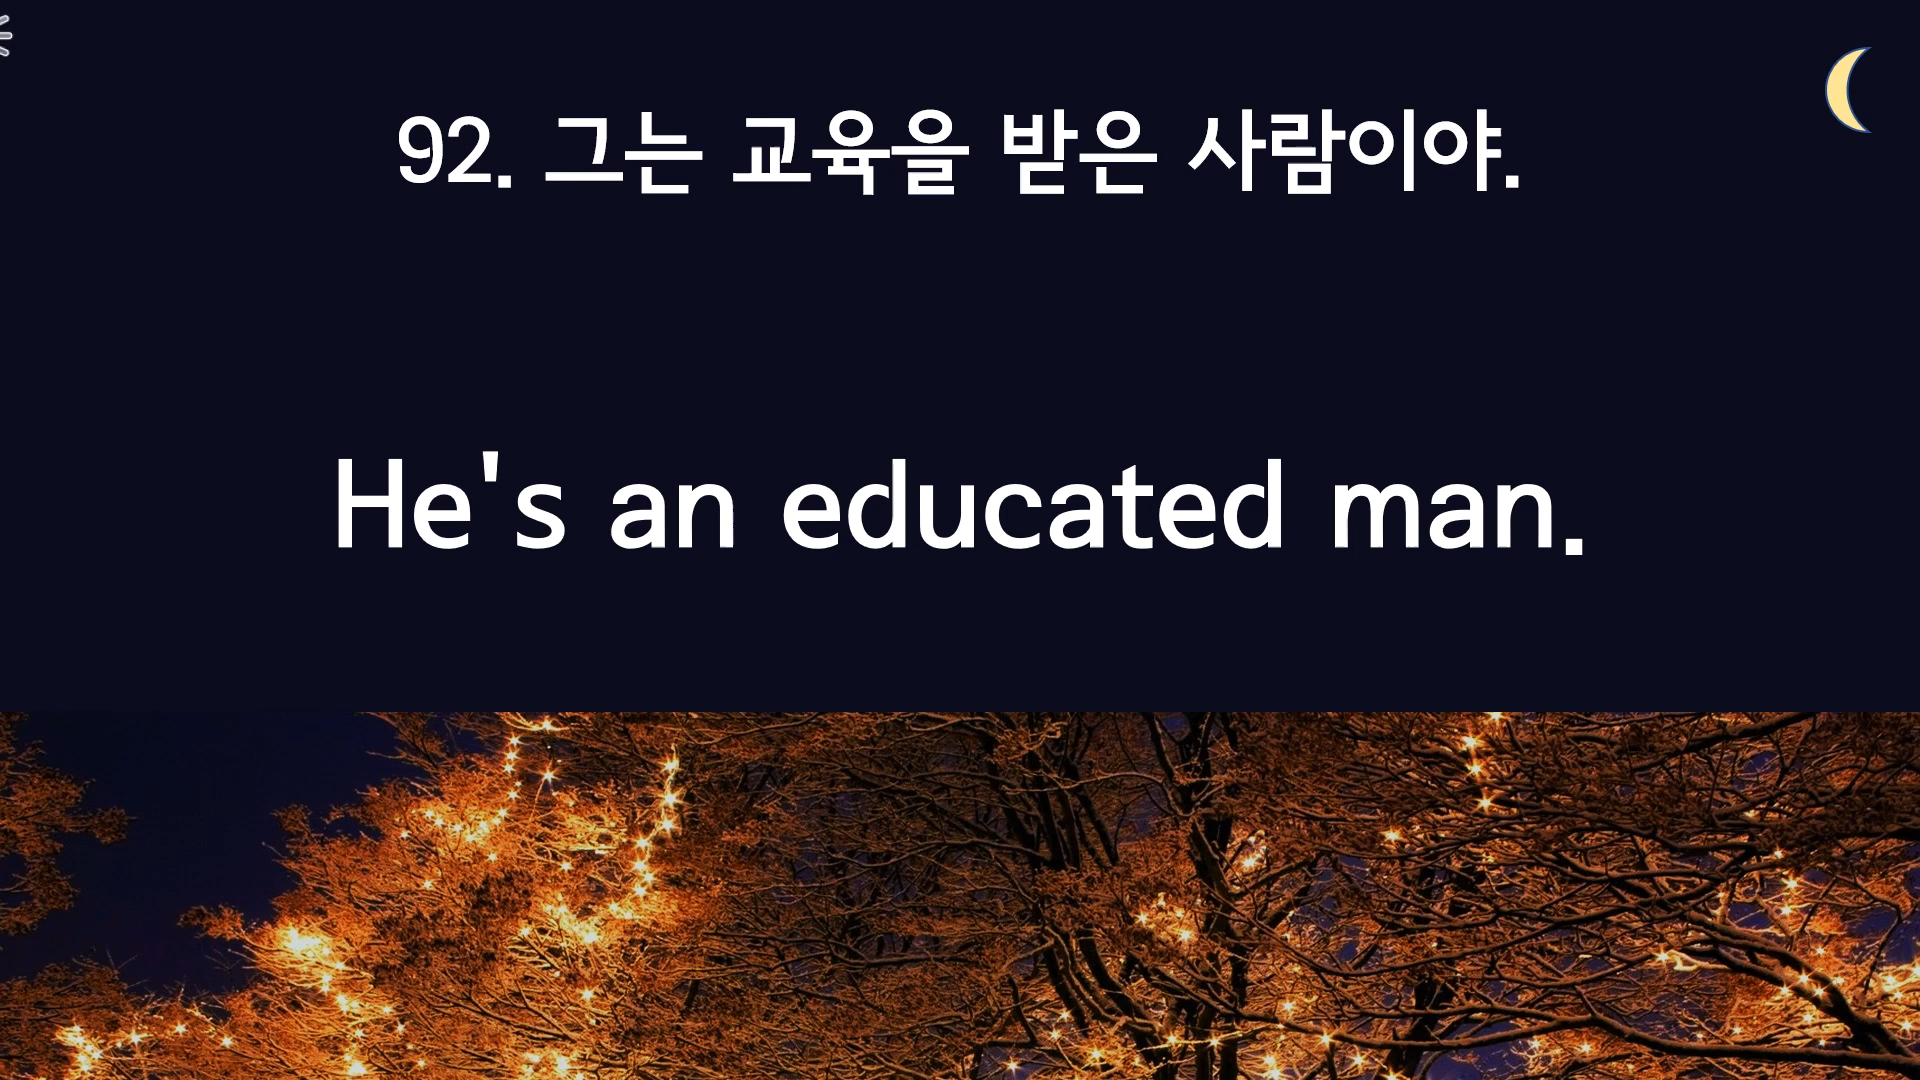 92. 그는 교육을 받은 사람이야.
He's an educated man.